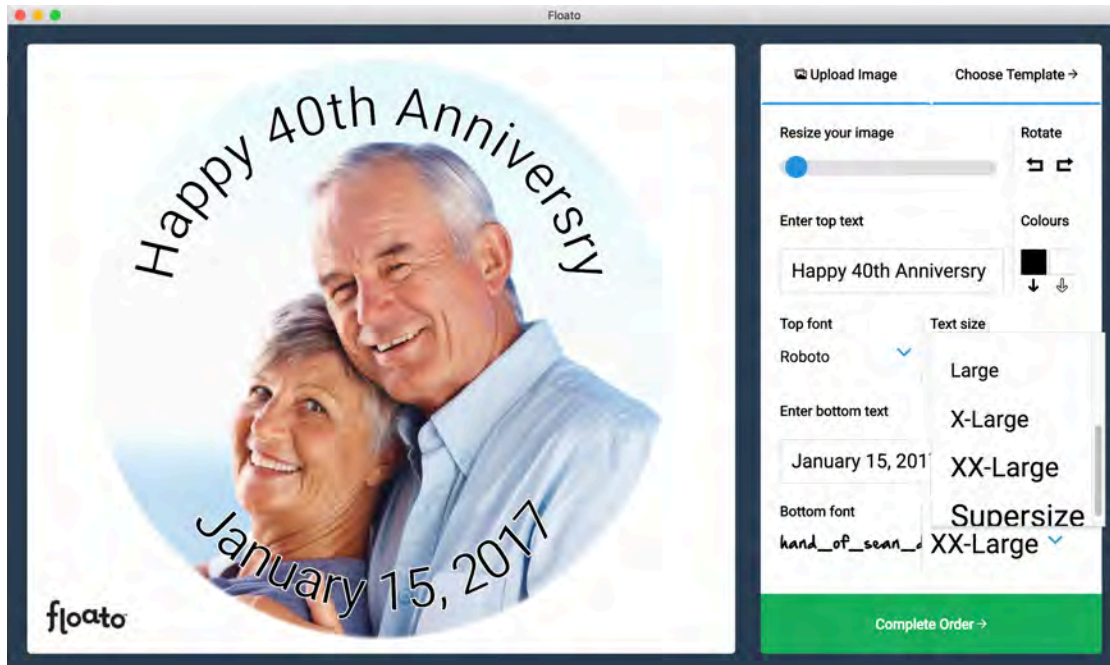 Floato
Happy 40th Anniversry
January 15, 2017
floato
Upload Image
Choose Template →
Resize your image
Rotate
Enter top text
Colours
Happy 40th Anniversry
Top font
Text size
Roboto
Large
X-Large
XX-Large
Supersize
Enter bottom text
January 15, 201
Bottom font
hand_of_sean_
XX-Large
Complete Order →